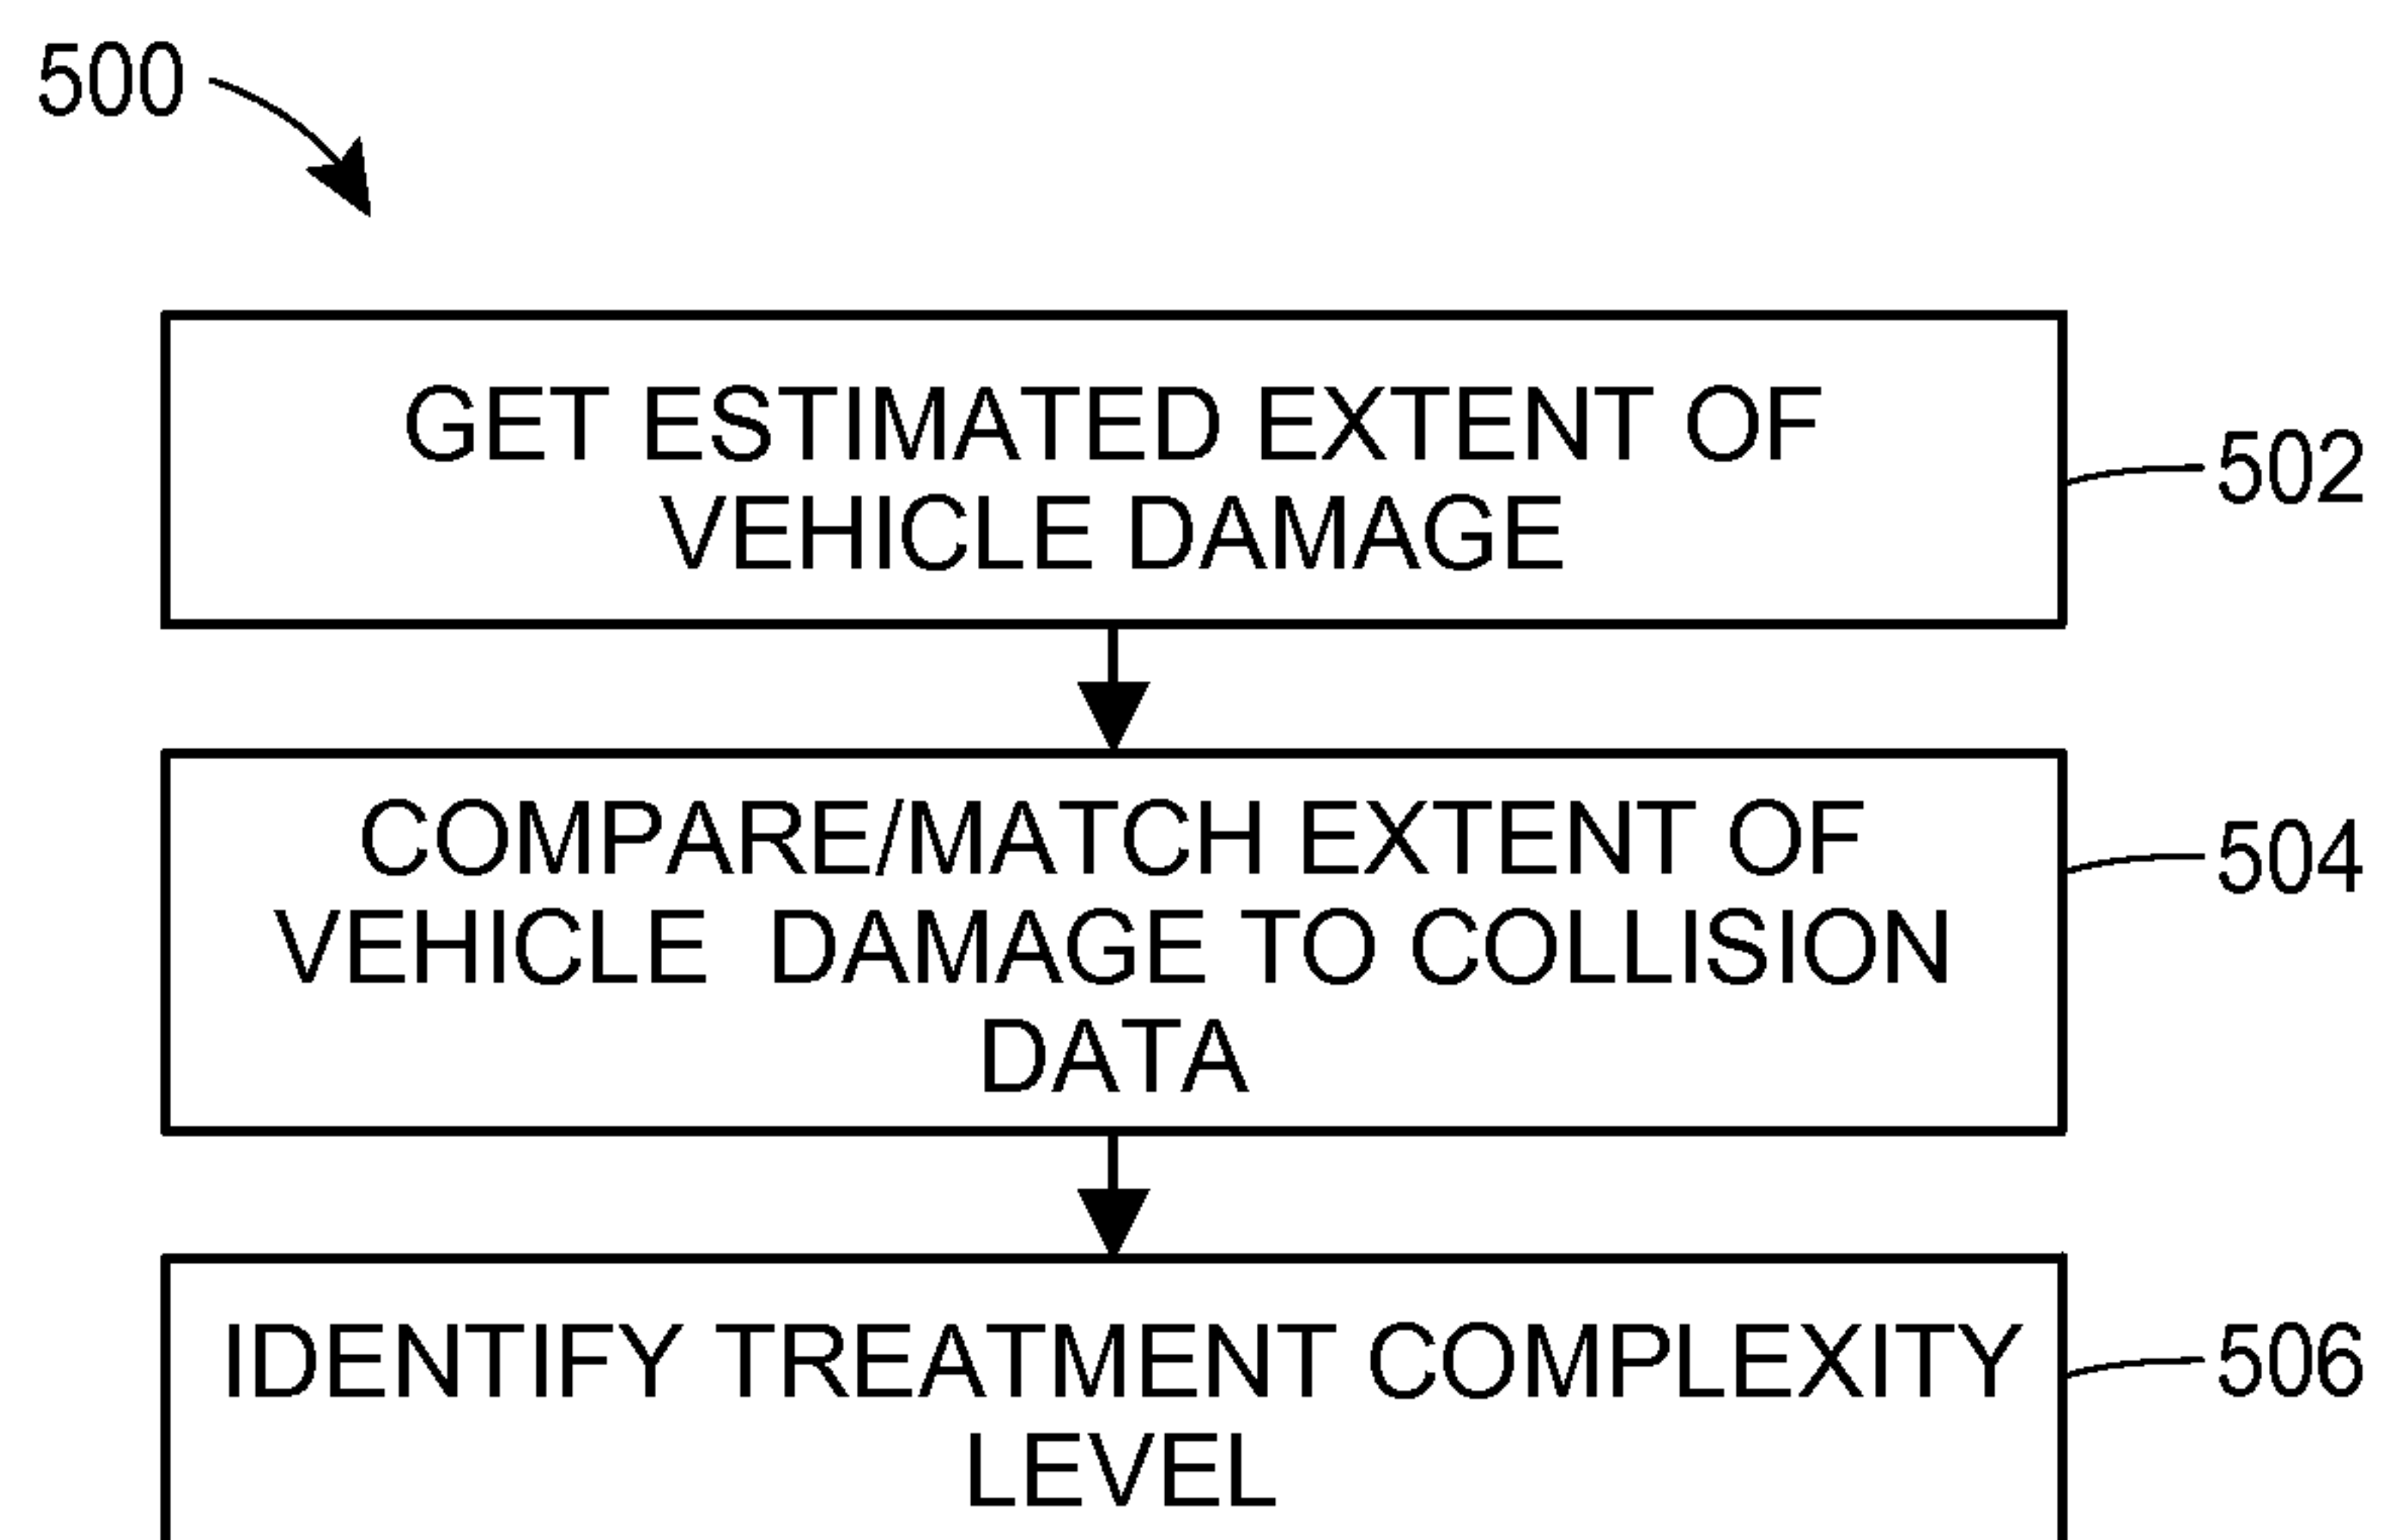 500
GET ESTIMATED EXTENT OF
VEHICLE DAMAGE
502
COMPARE/MATCH EXTENT OF
VEHICLE DAMAGE TO COLLISION
DATA
504
IDENTIFY TREATMENT COMPLEXITY
LEVEL
506